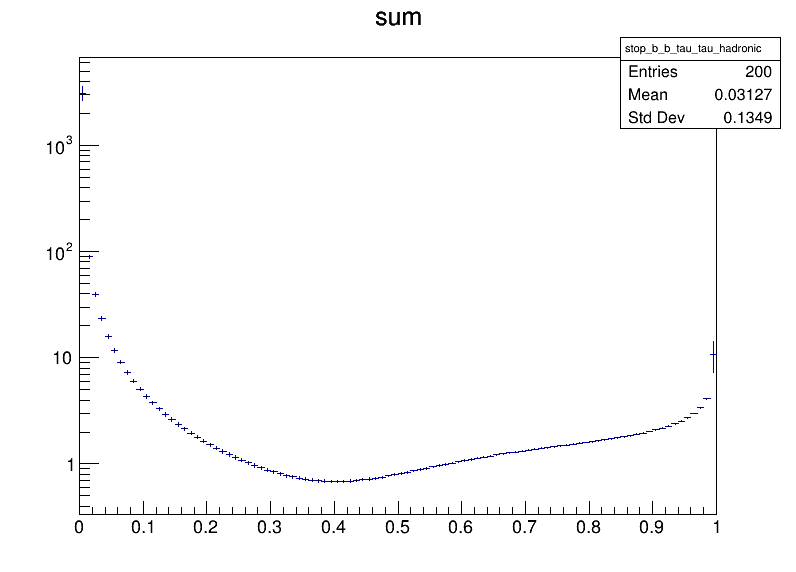 sum
stop_b_b_tau_tau_hadronic
Entries 200
Mean 0.03127
Std Dev 0.1349
10³
10²
10
1
0 0.1 0.2 0.3 0.4 0.5 0.6 0.7 0.8 0.9 1